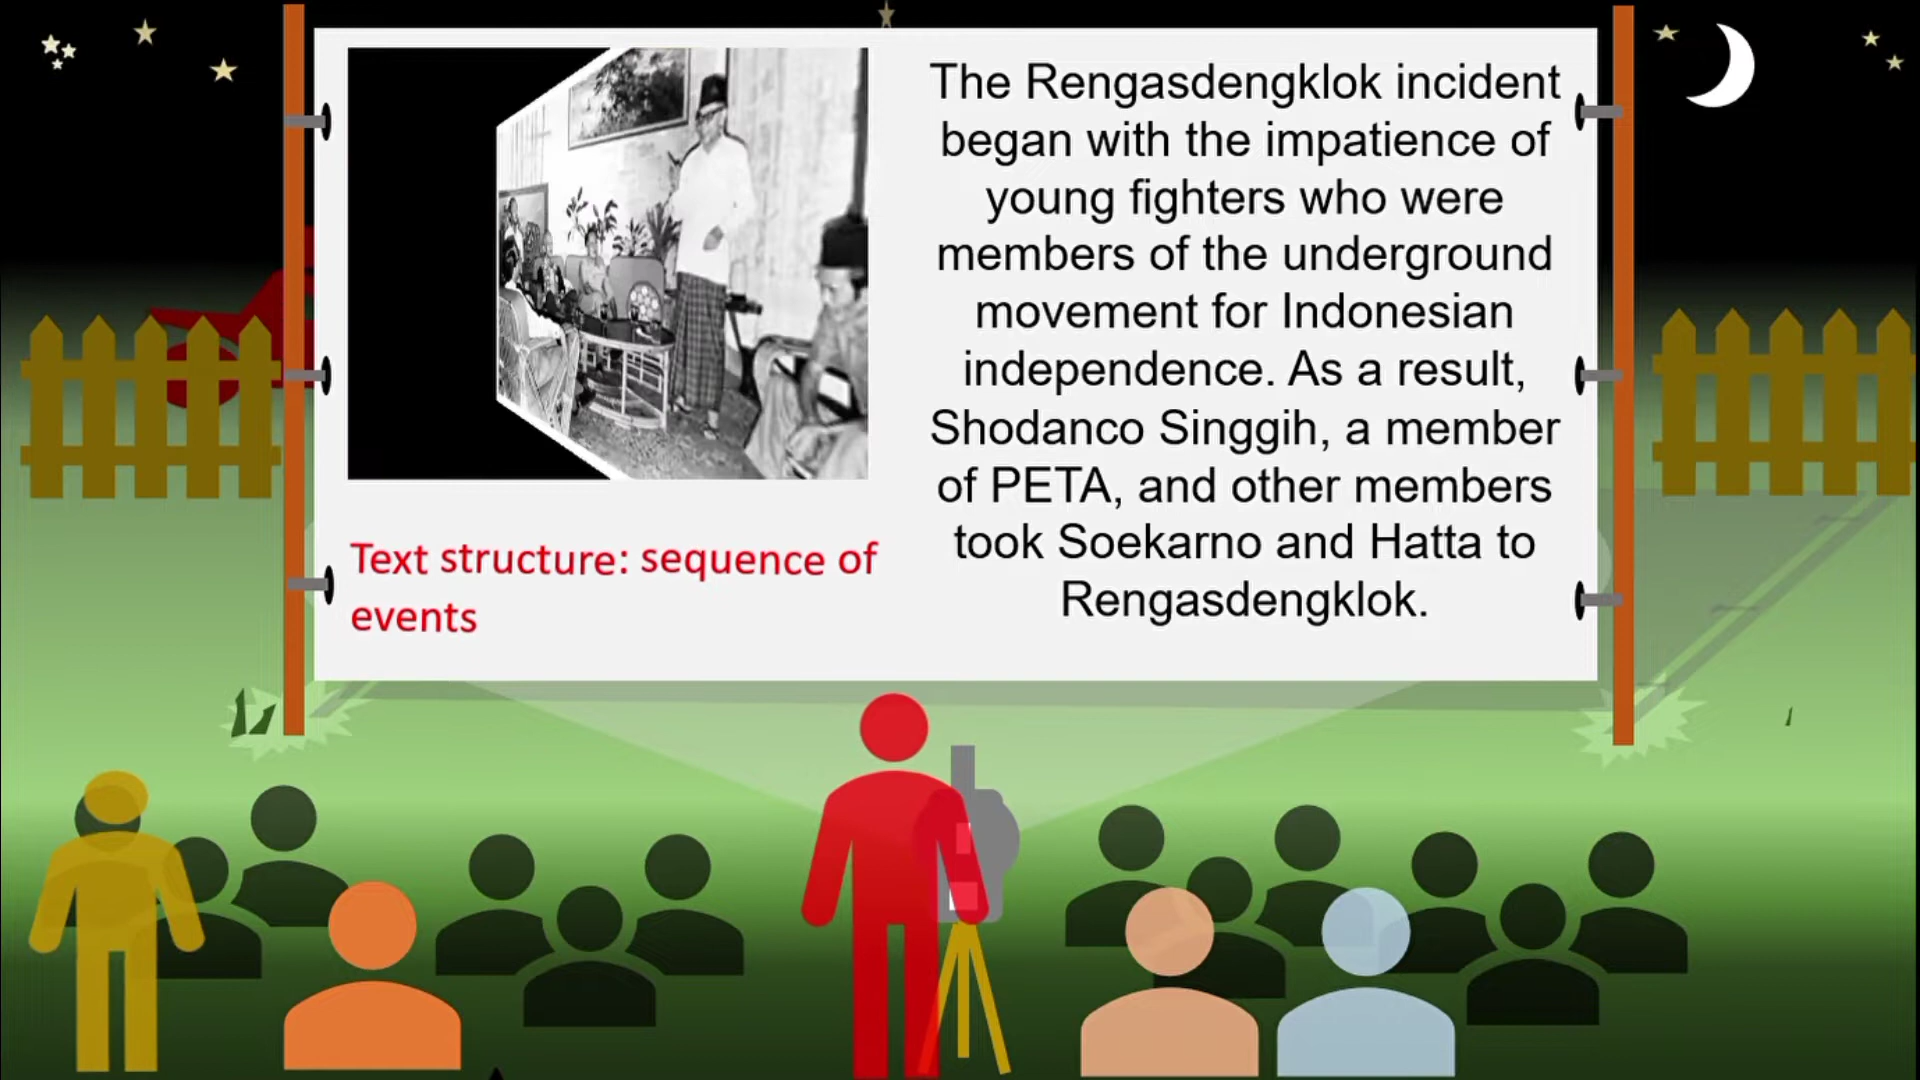 The Rengasdengklok incident
began with the impatience of
young fighters who were
members of the underground
movement for Indonesian
independence. As a result,
Shodanco Singgih, a member
of PETA, and other members
took Soekarno and Hatta to
Rengasdengklok.
Text structure: sequence of
events